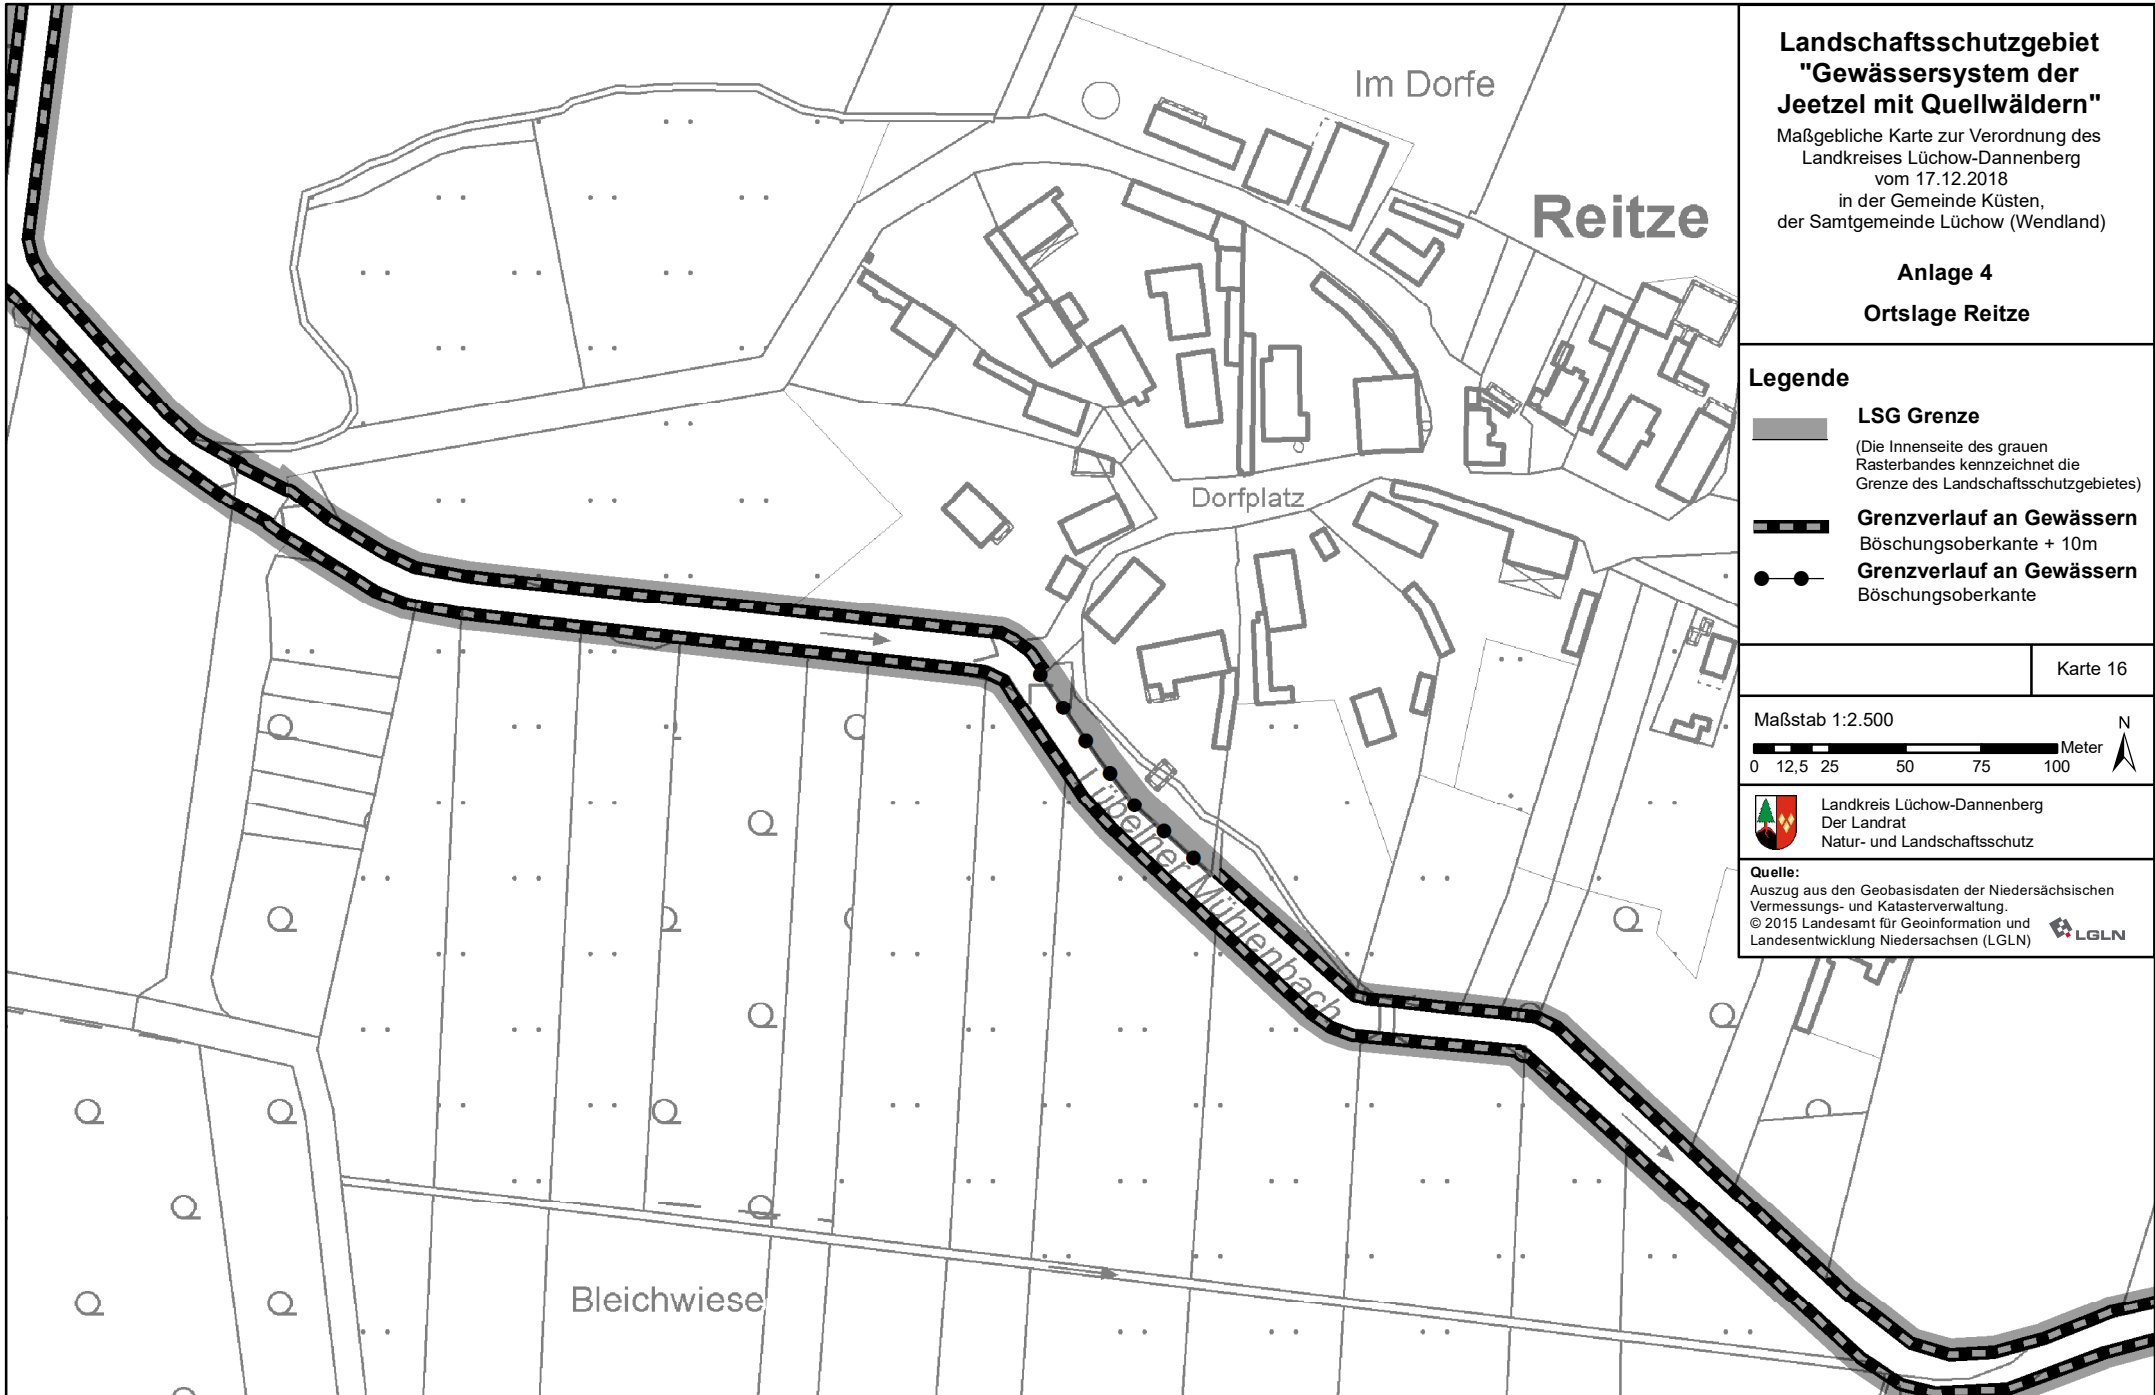 Im Dorfe
Reitze
Dorfplatz
Lübelner Mühlenbach
Bleichwiese
Landschaftsschutzgebiet
"Gewässersystem der
Jeetzel mit Quellwäldern"
Maßgebliche Karte zur Verordnung des
Landkreises Lüchow-Dannenberg
vom 17.12.2018
in der Gemeinde Küsten,
der Samtgemeinde Lüchow (Wendland)
Anlage 4
Ortslage Reitze
Legende
LSG Grenze
(Die Innenseite des grauen
Rasterbandes kennzeichnet die
Grenze des Landschaftsschutzgebietes)
Grenzverlauf an Gewässern
Böschungsoberkante + 10m
Grenzverlauf an Gewässern
Böschungsoberkante
Karte 16
Maßstab 1:2.500
N
Meter
0 12,5 25 50 75 100
Landkreis Lüchow-Dannenberg
Der Landrat
Natur- und Landschaftsschutz
Quelle:
Auszug aus den Geobasisdaten der Niedersächsischen
Vermessungs- und Katasterverwaltung.
© 2015 Landesamt für Geoinformation und
Landesentwicklung Niedersachsen (LGLN)
LGLN